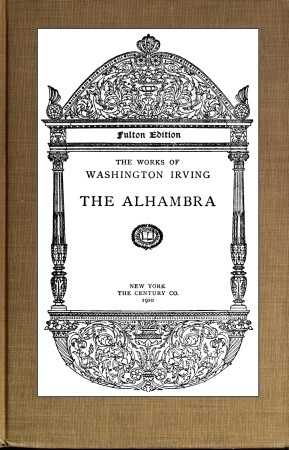 Fulton Edition
THE WORKS OF
WASHINGTON IRVING
THE ALHAMBRA
NEW YORK
THE CENTURY CO.
1910